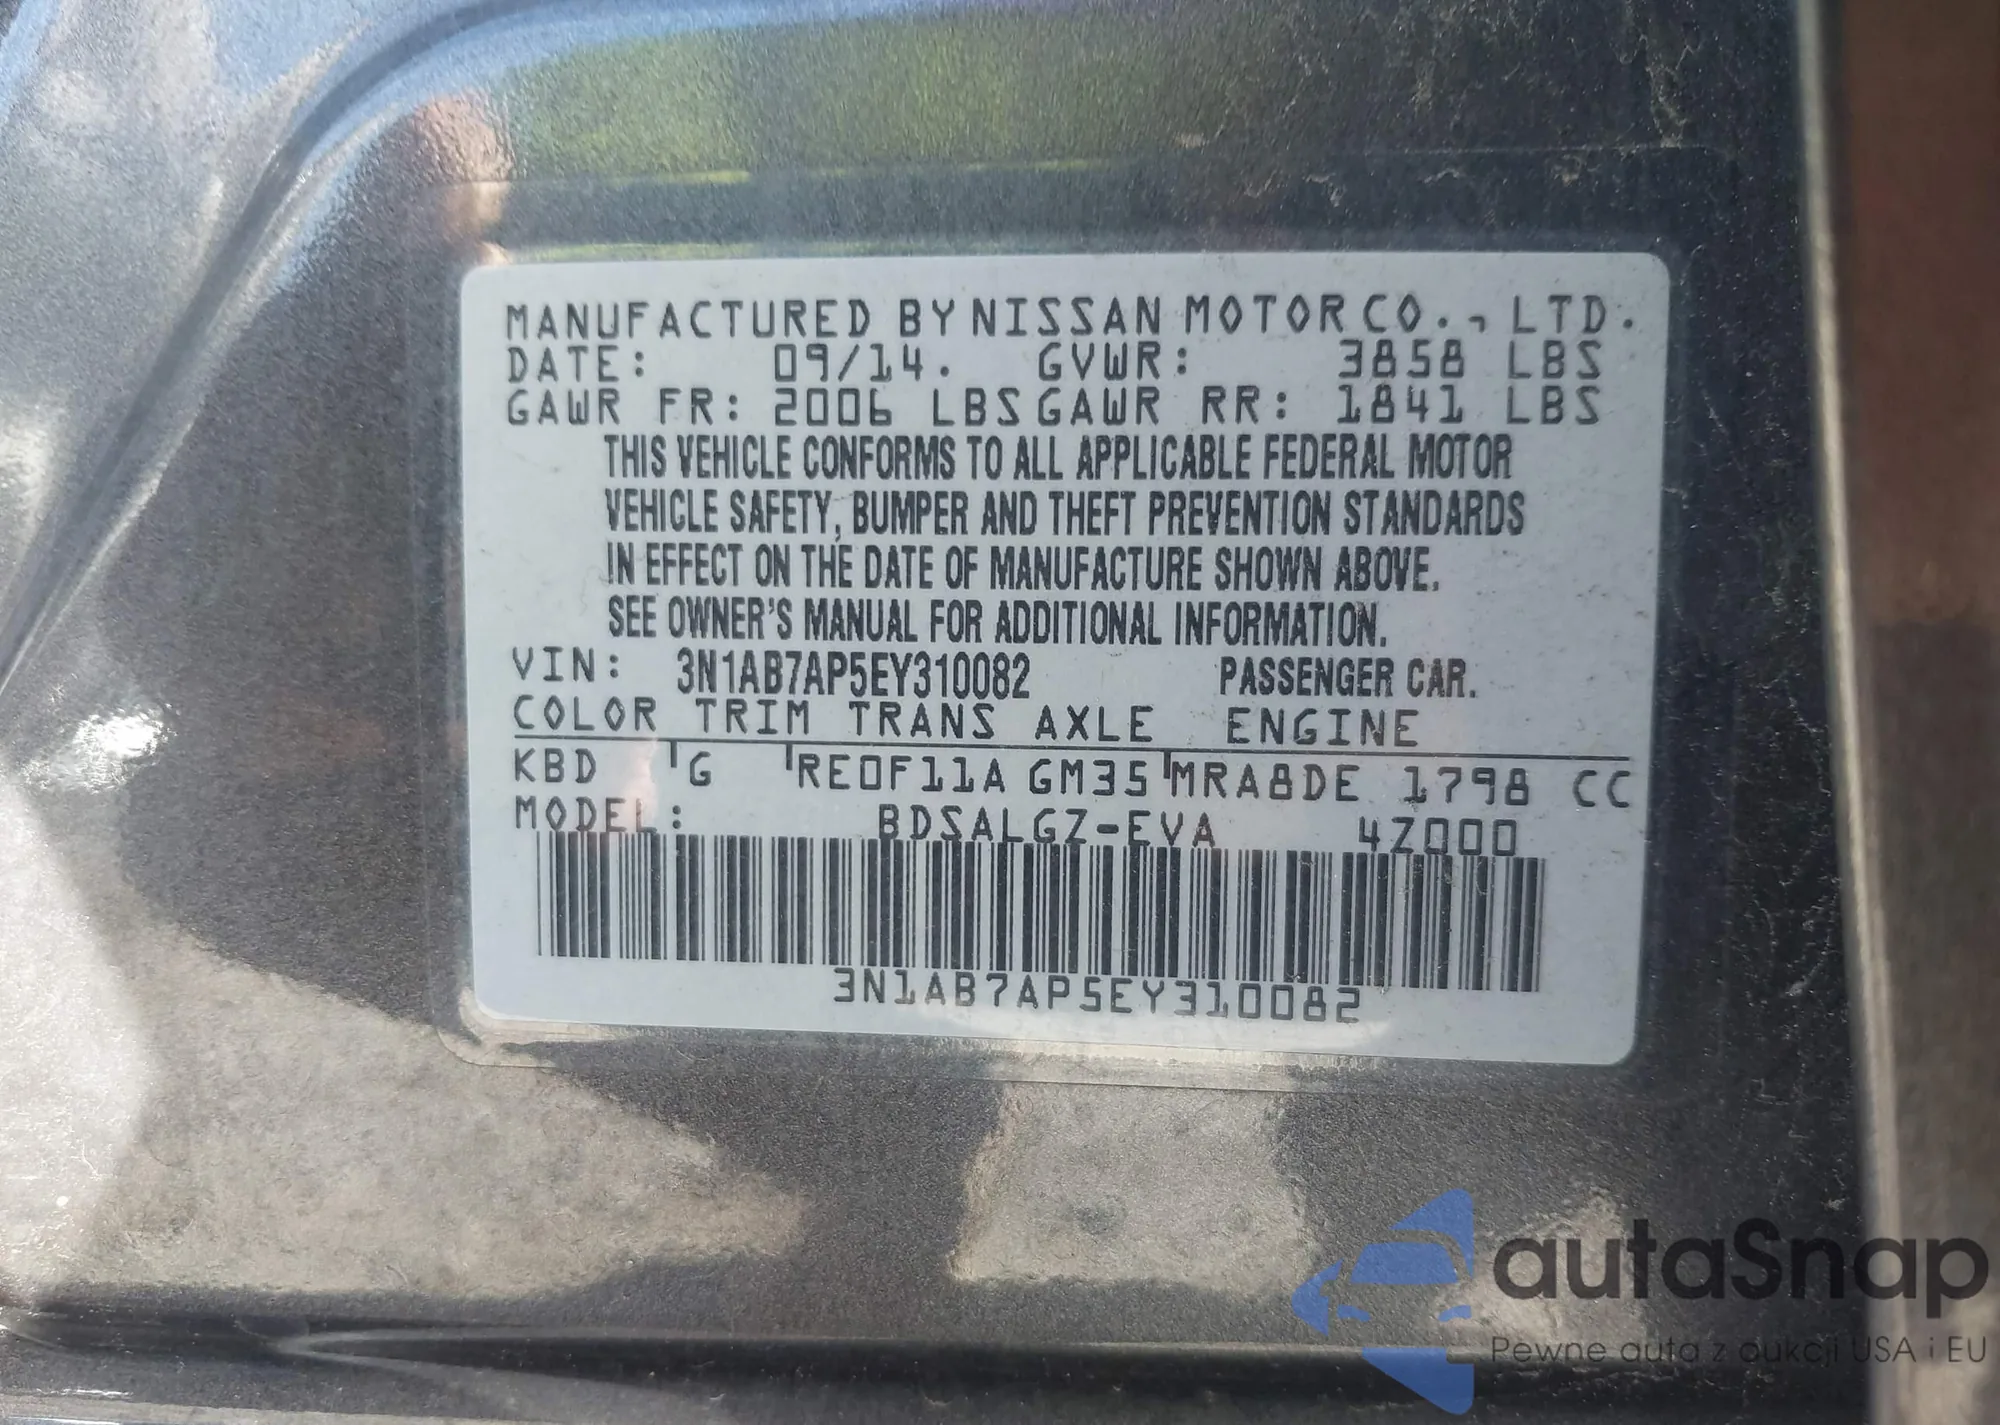 MANUFACTURED BY NISSAN MOTOR CO., LTD.
DATE: 09/14. GVWR: 3858 LBS
GAWR FR: 2006 LBS GAWR RR: 1841 LBS
THIS VEHICLE CONFORMS TO ALL APPLICABLE FEDERAL MOTOR
VEHICLE SAFETY, BUMPER AND THEFT PREVENTION STANDARDS
IN EFFECT ON THE DATE OF MANUFACTURE SHOWN ABOVE.
SEE OWNER'S MANUAL FOR ADDITIONAL INFORMATION.
VIN: 3N1AB7AP5EY310082 PASSENGER CAR.
COLOR TRIM TRANS AXLE ENGINE
KBD G RE0F11A GM35 MRA8DE 1798 CC
MODEL: BDSALGZ-EVA 4Z000
3N1AB7AP5EY310082
autaSnap
Pewne auta z aukcji USA i EU